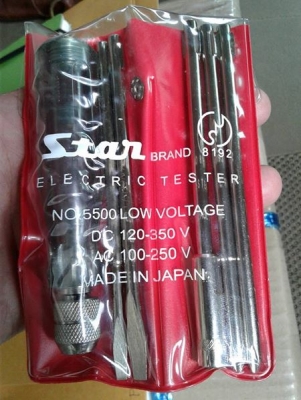 Star BRAND
8192
ELECTRIC TESTER
NO.5500 LOW VOLTAGE
DC 120-350 V
AC 100-250 V
MADE IN JAPAN